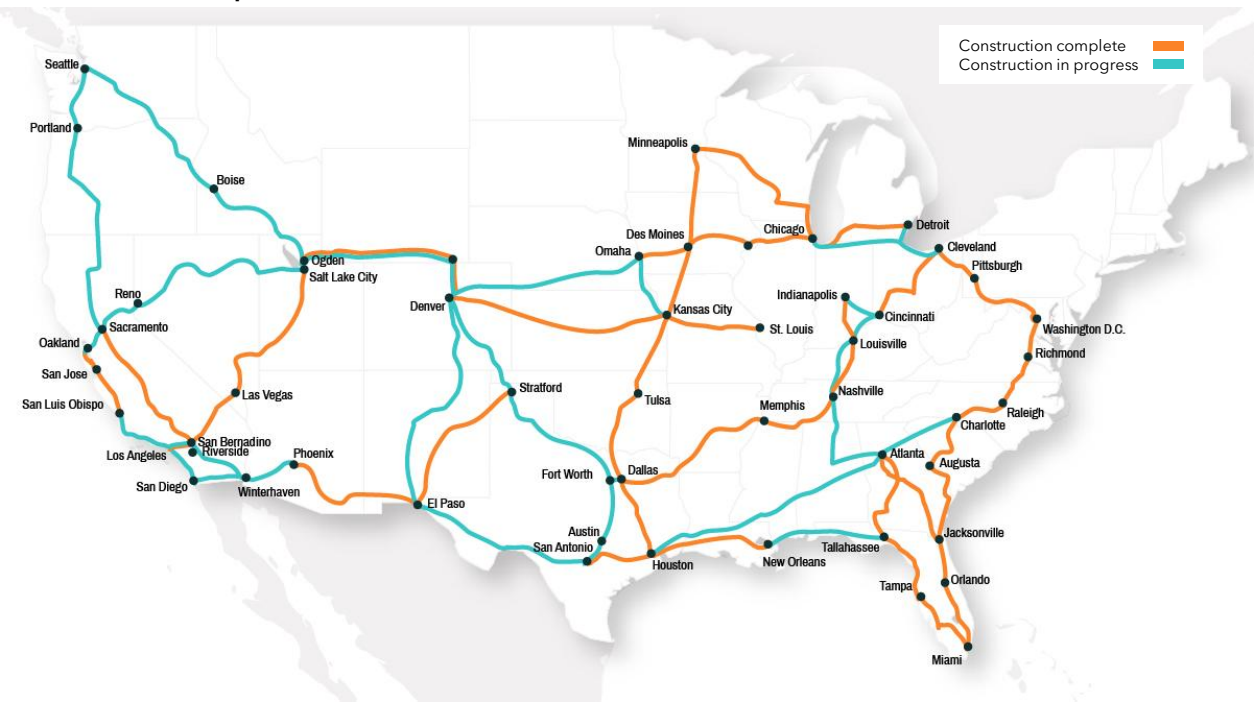 Construction complete
Construction in progress
Seattle
Portland
Boise
Minneapolis
Detroit
Chicago
Des Moines
Omaha
Cleveland
Pittsburgh
Ogden
Salt Lake City
Reno
Denver
Indianapolis
Kansas City
Cincinnati
Sacramento
St. Louis
Washington D.C.
Oakland
Louisville
Richmond
San Jose
Las Vegas
Stratford
Nashville
Tulsa
San Luis Obispo
Memphis
Raleigh
Charlotte
San Bernadino
Riverside
Los Angeles
Phoenix
Atlanta
Augusta
Dallas
Fort Worth
San Diego
Winterhaven
El Paso
Austin
San Antonio
Jacksonville
Tallahassee
Houston
New Orleans
Orlando
Tampa
Miami